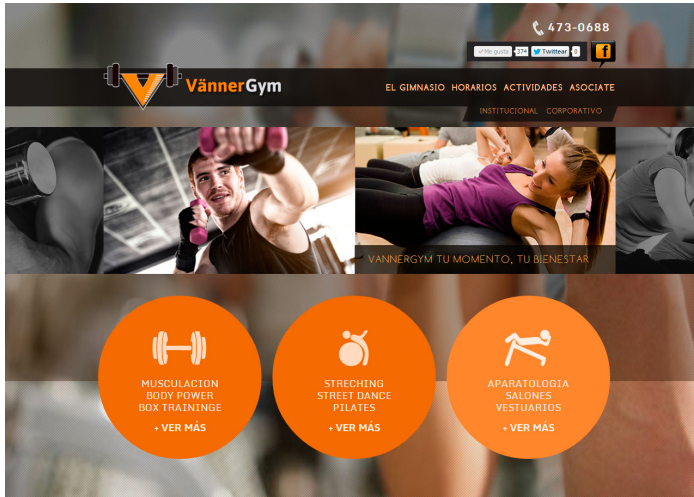 473-0688
Me gusta 374 Twittear 0 f
VännerGym
EL GIMNASIO HORARIOS ACTIVIDADES ASOCIATE
INSTITUCIONAL CORPORATIVO
VANNERGYM TU MOMENTO, TU BIENESTAR
MUSCULACION
BODY POWER
BOX TRAININGE
+ VER MÁS
STRECHING
STREET DANCE
PILATES
+ VER MÁS
APARATOLOGIA
SALONES
VESTUARIOS
+ VER MÁS